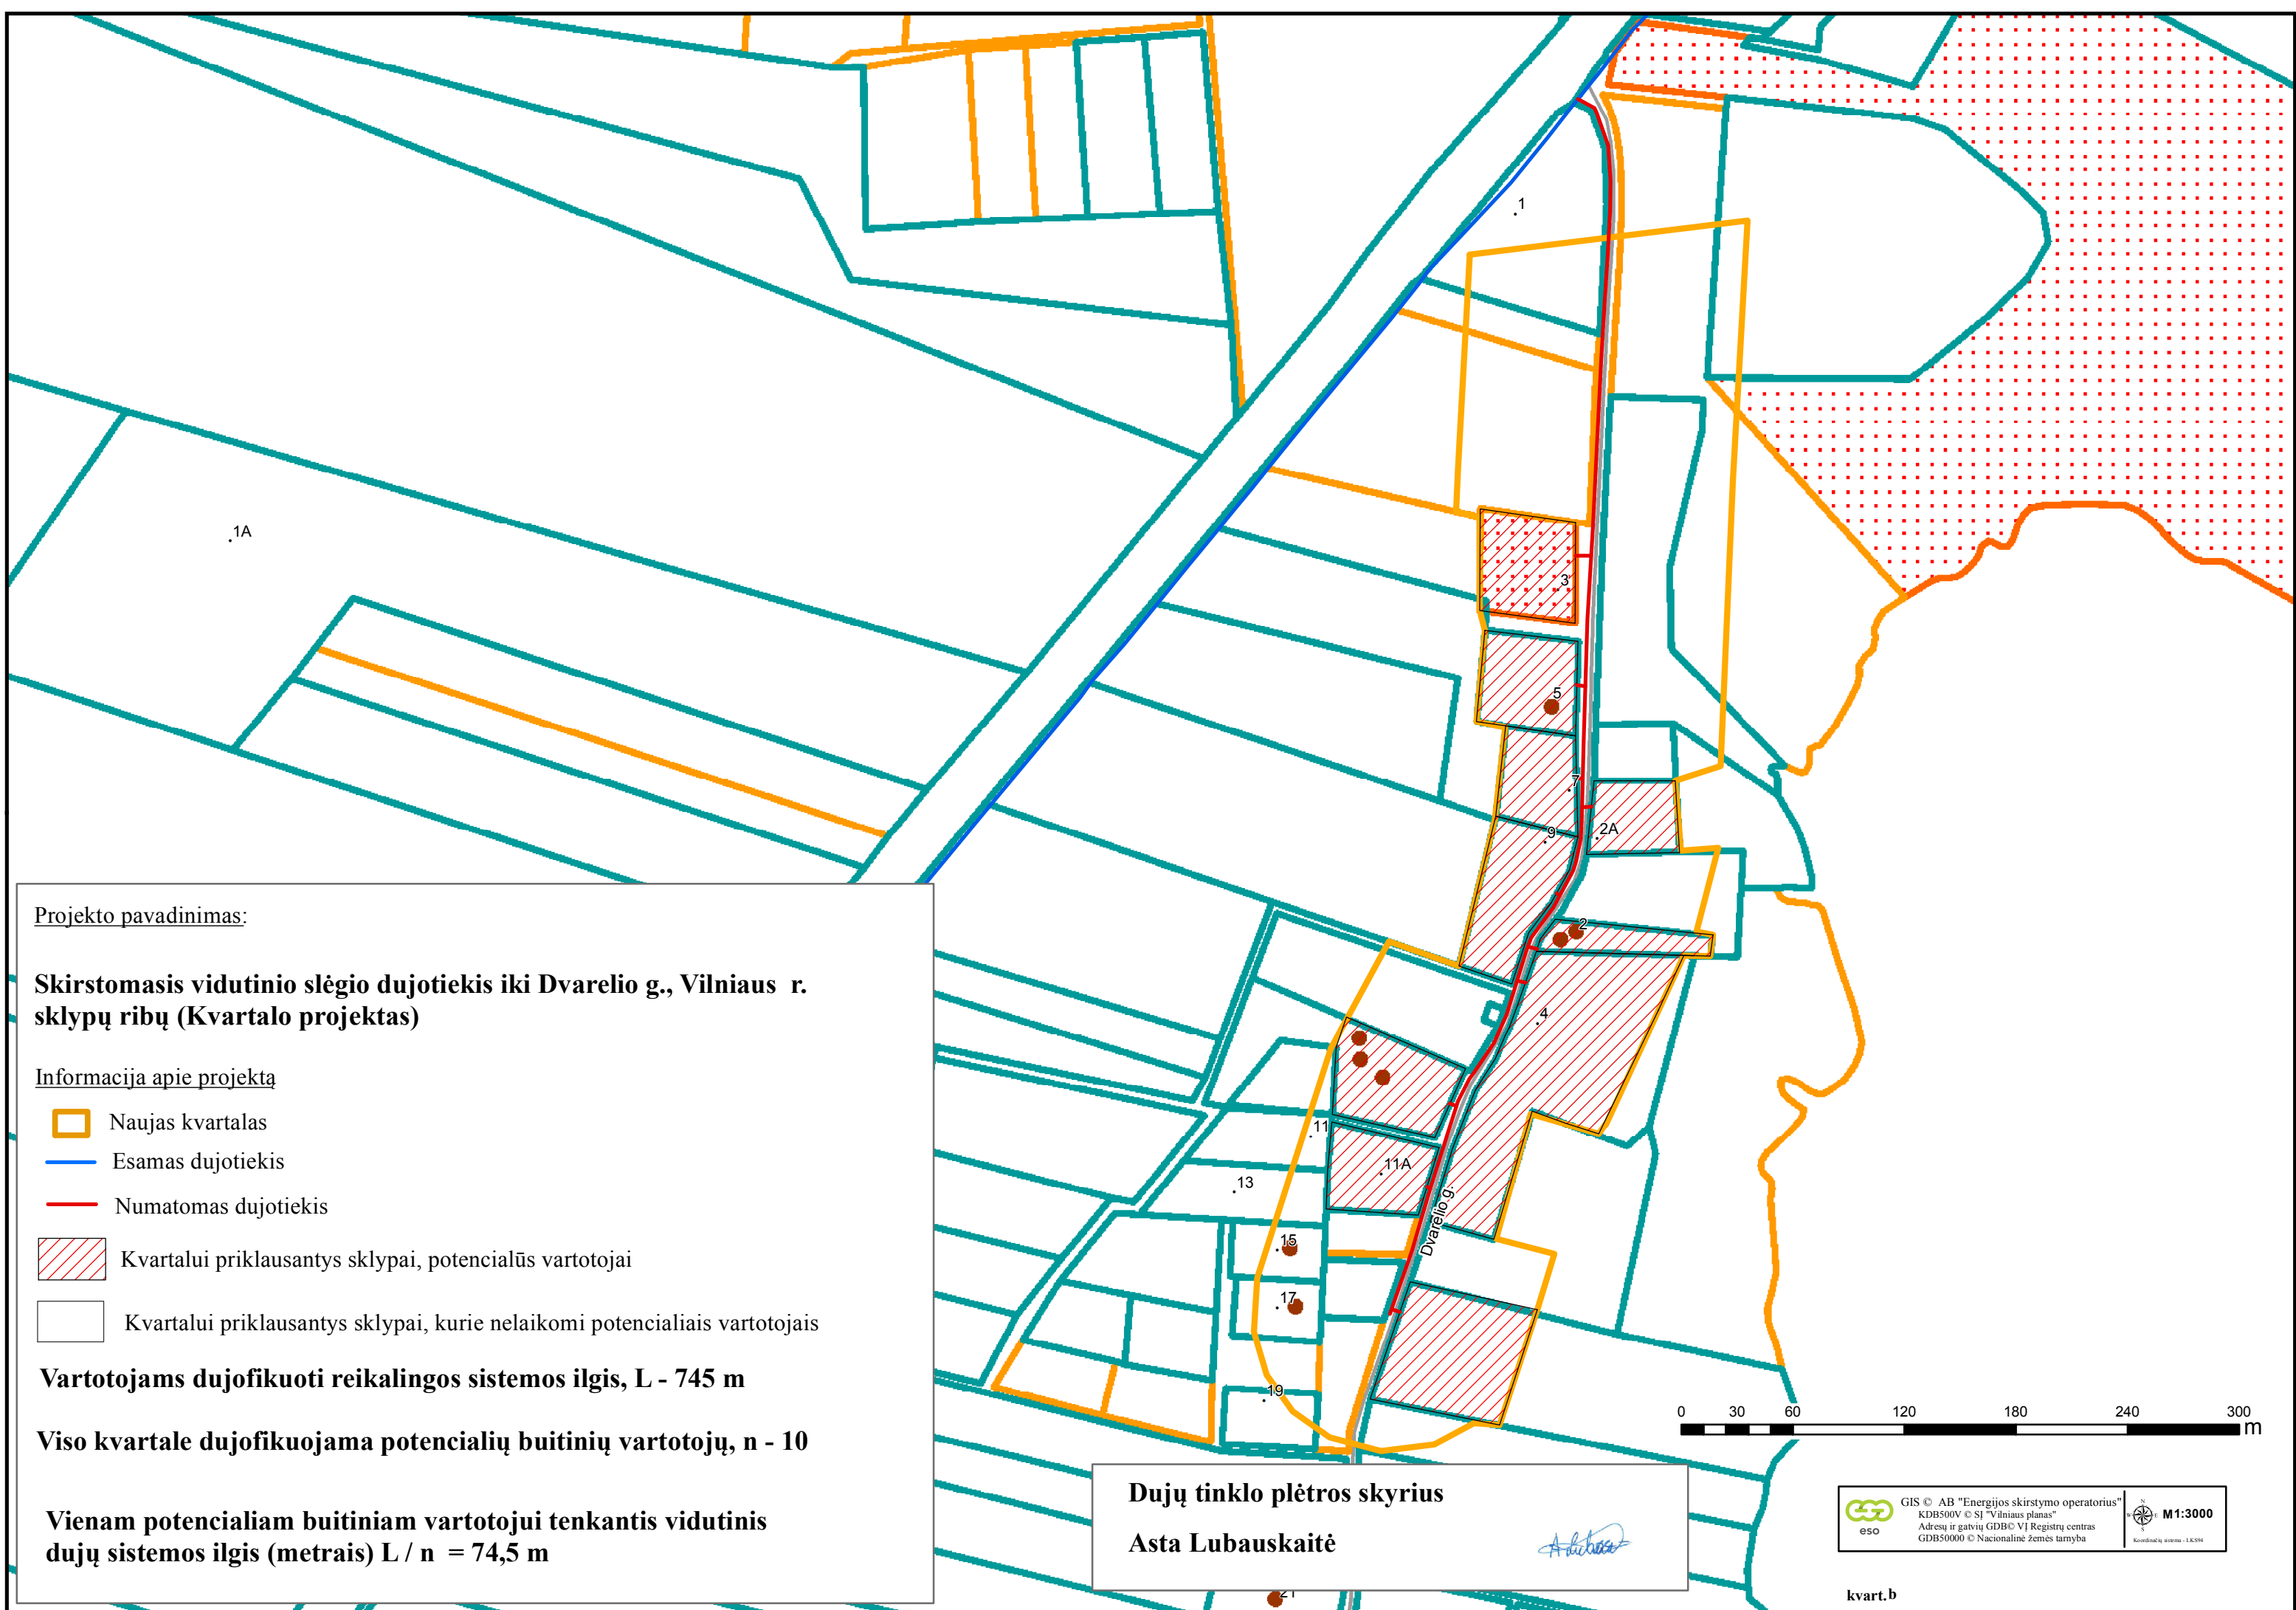 1
1A
3
5
7
9
2A
2
4
11
11A
13
15
17
19
21
Dvarelio g.
Projekto pavadinimas:
Skirstomasis vidutinio slėgio dujotiekis iki Dvarelio g., Vilniaus r.
sklypų ribų (Kvartalo projektas)
Informacija apie projektą
Naujas kvartalas
Esamas dujotiekis
Numatomas dujotiekis
Kvartalui priklausantys sklypai, potencialūs vartotojai
Kvartalui priklausantys sklypai, kurie nelaikomi potencialiais vartotojais
Vartotojams dujofikuoti reikalingos sistemos ilgis, L - 745 m
Viso kvartale dujofikuojama potencialių buitinių vartotojų, n - 10
Vienam potencialiam buitiniam vartotojui tenkantis vidutinis
dujų sistemos ilgis (metrais) L / n = 74,5 m
Dujų tinklo plėtros skyrius
Asta Lubauskaitė
0 30 60 120 180 240 300
m
eso
GIS © AB "Energijos skirstymo operatorius"
KDB500V © SĮ "Vilniaus planas"
Adresų ir gatvių GDB© VĮ Registrų centras
GDB50000 © Nacionalinė žemės tarnyba
N
S
M1:3000
Koordinačių sistema - LKS94
kvart.b